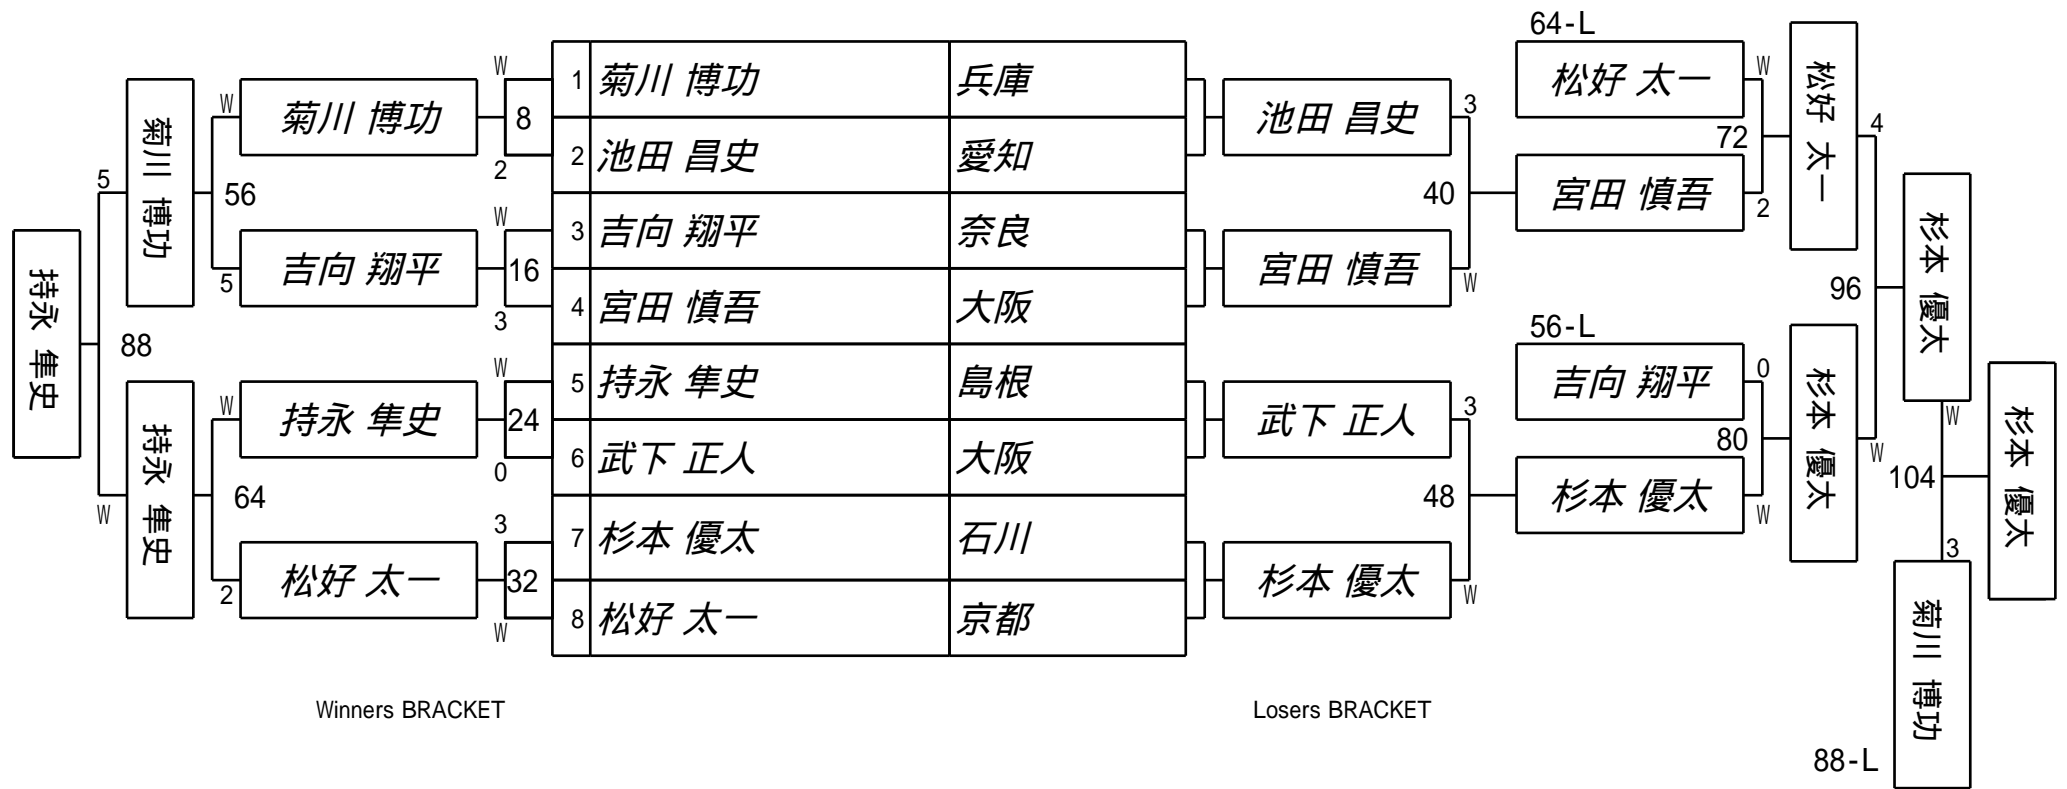 64-L
W
菊川 博功
W
菊川 博功
5
56
5
吉向 翔平
持永 隼史
88
W
持永 隼史
W
持永 隼史
64
2
松好 太一
W
8
2
W
16
3
W
24
0
3
32
W
1 菊川 博功 兵庫
2 池田 昌史 愛知
3 吉向 翔平 奈良
4 宮田 慎吾 大阪
5 持永 隼史 島根
6 武下 正人 大阪
7 杉本 優太 石川
8 松好 太一 京都
池田 昌史
3
40
宮田 慎吾
W
武下 正人
3
48
杉本 優太
W
松好 太一
W
72
宮田 慎吾
2
56-L
吉向 翔平
0
80
杉本 優太
W
松好 太一
4
96
杉本 優太
W
杉本 優太
W
104
杉本 優太
3
菊川 博功
88-L
Winners BRACKET
Losers BRACKET